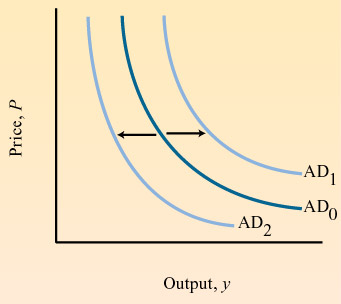 Price, P
AD1
AD0
AD2
Output, y